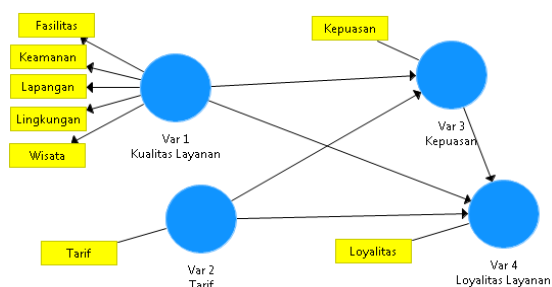 Fasilitas
Keamanan
Lapangan
Lingkungan
Wisata
Var 1
Kualitas Layanan
Kepuasan
Var 3
Kepuasan
Tarif
Var 2
Tarif
Loyalitas
Var 4
Loyalitas Layanan